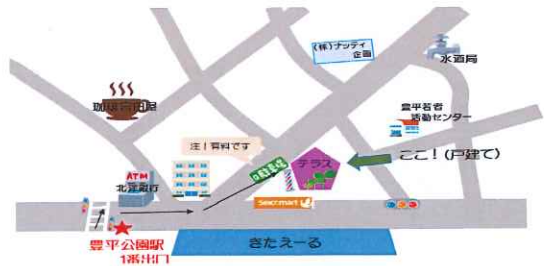 (株)ナッティ
企画
水道局
珈琲吉田屋
豊平若者
活動センター
注！有料です
ここ！(戸建て)
テラス
ATM
北洋銀行
Seicomart
豊平公園駅
1番出口
きたえーる